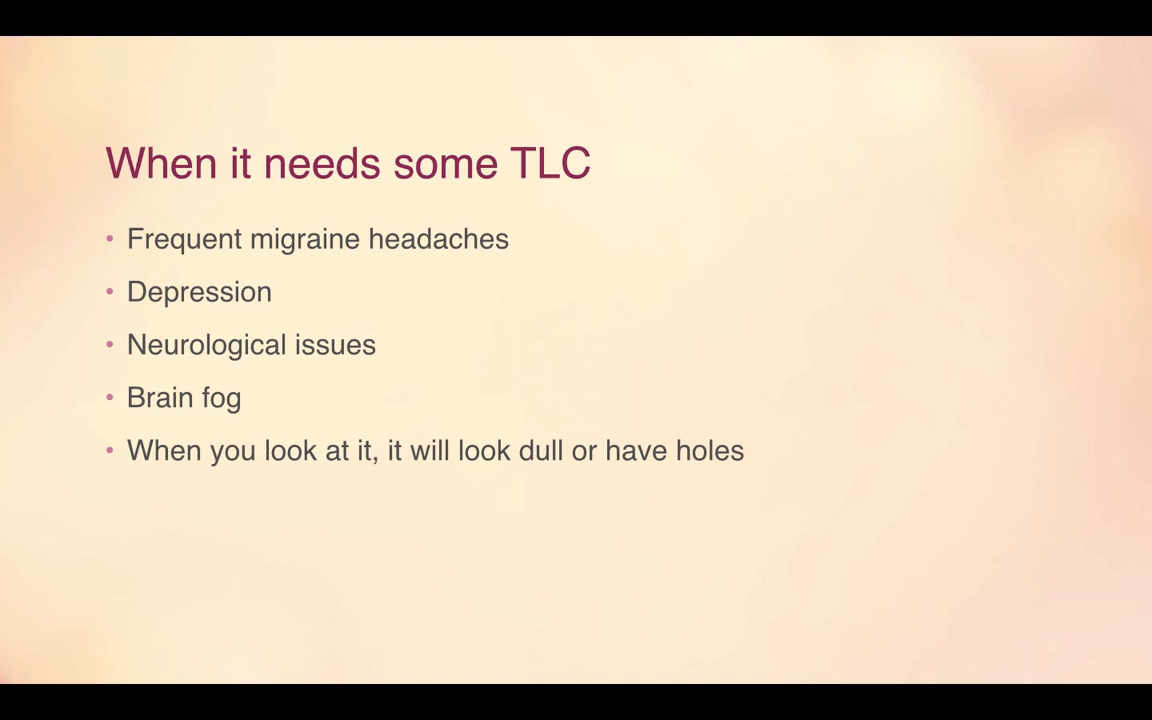 When it needs some TLC
• Frequent migraine headaches
• Depression
• Neurological issues
• Brain fog
• When you look at it, it will look dull or have holes